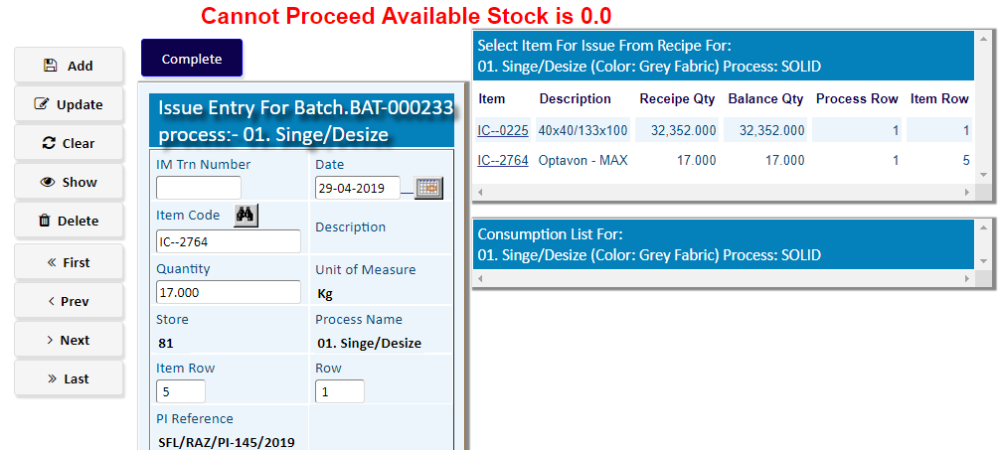 Cannot Proceed Available Stock is 0.0
Add
Update
Clear
Show
Delete
« First
< Prev
> Next
» Last
Complete
Issue Entry For Batch.BAT-000233
process:- 01. Singe/Desize
IM Trn Number
Date
29-04-2019
Item Code
Description
IC--2764
Quantity
Unit of Measure
17.000
Kg
Store
Process Name
81
01. Singe/Desize
Item Row
Row
5
1
PI Reference
SFL/RAZ/PI-145/2019
Select Item For Issue From Recipe For:
01. Singe/Desize (Color: Grey Fabric) Process: SOLID
Item Description Receipe Qty Balance Qty Process Row Item Row
IC--0225 40x40/133x100 32,352.000 32,352.000 1 1
IC--2764 Optavon - MAX 17.000 17.000 1 5
Consumption List For:
01. Singe/Desize (Color: Grey Fabric) Process: SOLID